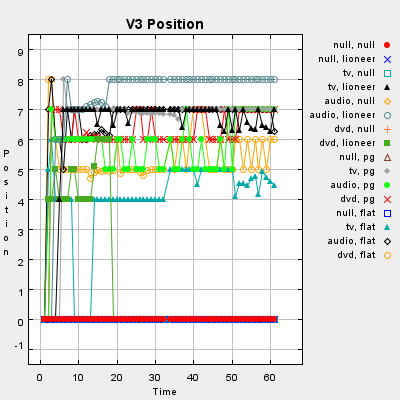 V3 Position
9
8
7
6
5
4
3
2
1
0
-1
Position
0
10
20
30
40
50
60
Time
null, null
null, lioneer
tv, null
tv, lioneer
audio, null
audio, lioneer
dvd, null
dvd, lioneer
null, pg
tv, pg
audio, pg
dvd, pg
null, flat
tv, flat
audio, flat
dvd, flat